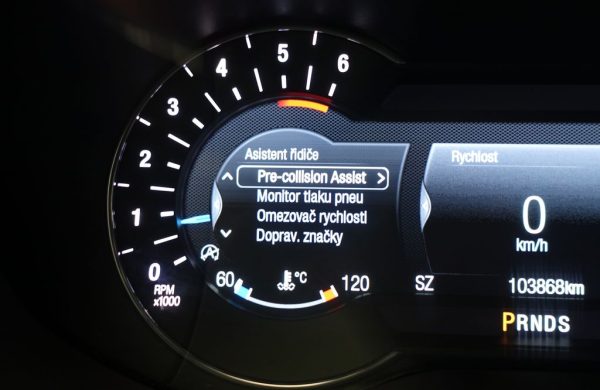 6
5
4
3
2
1
0
RPM
x1000
Asistent řidiče
Pre-collision Assist
Monitor tlaku pneu
Omezovač rychlosti
Doprav. značky
60 °C 120
Rychlost
0
km/h
SZ 103868km
PRNDS